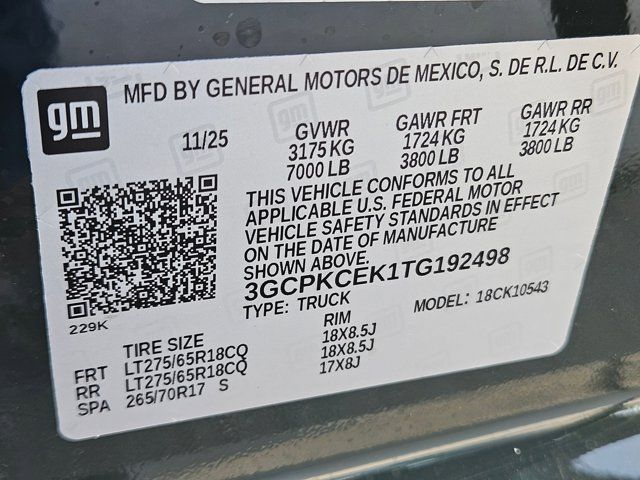 gm
MFD BY GENERAL MOTORS DE MEXICO, S. DE R.L. DE C.V.
11/25 GVWR GAWR FRT GAWR RR
3175 KG 1724 KG 1724 KG
7000 LB 3800 LB 3800 LB
THIS VEHICLE CONFORMS TO ALL
APPLICABLE U.S. FEDERAL MOTOR
VEHICLE SAFETY STANDARDS IN EFFECT
ON THE DATE OF MANUFACTURE
SHOWN ABOVE.
3GCPKCEK1TG192498
229K
TYPE: TRUCK MODEL: 18CK10543
TIRE SIZE RIM
FRT LT275/65R18CQ 18X8.5J
RR LT275/65R18CQ 18X8.5J
SPA 265/70R17 S 17X8J